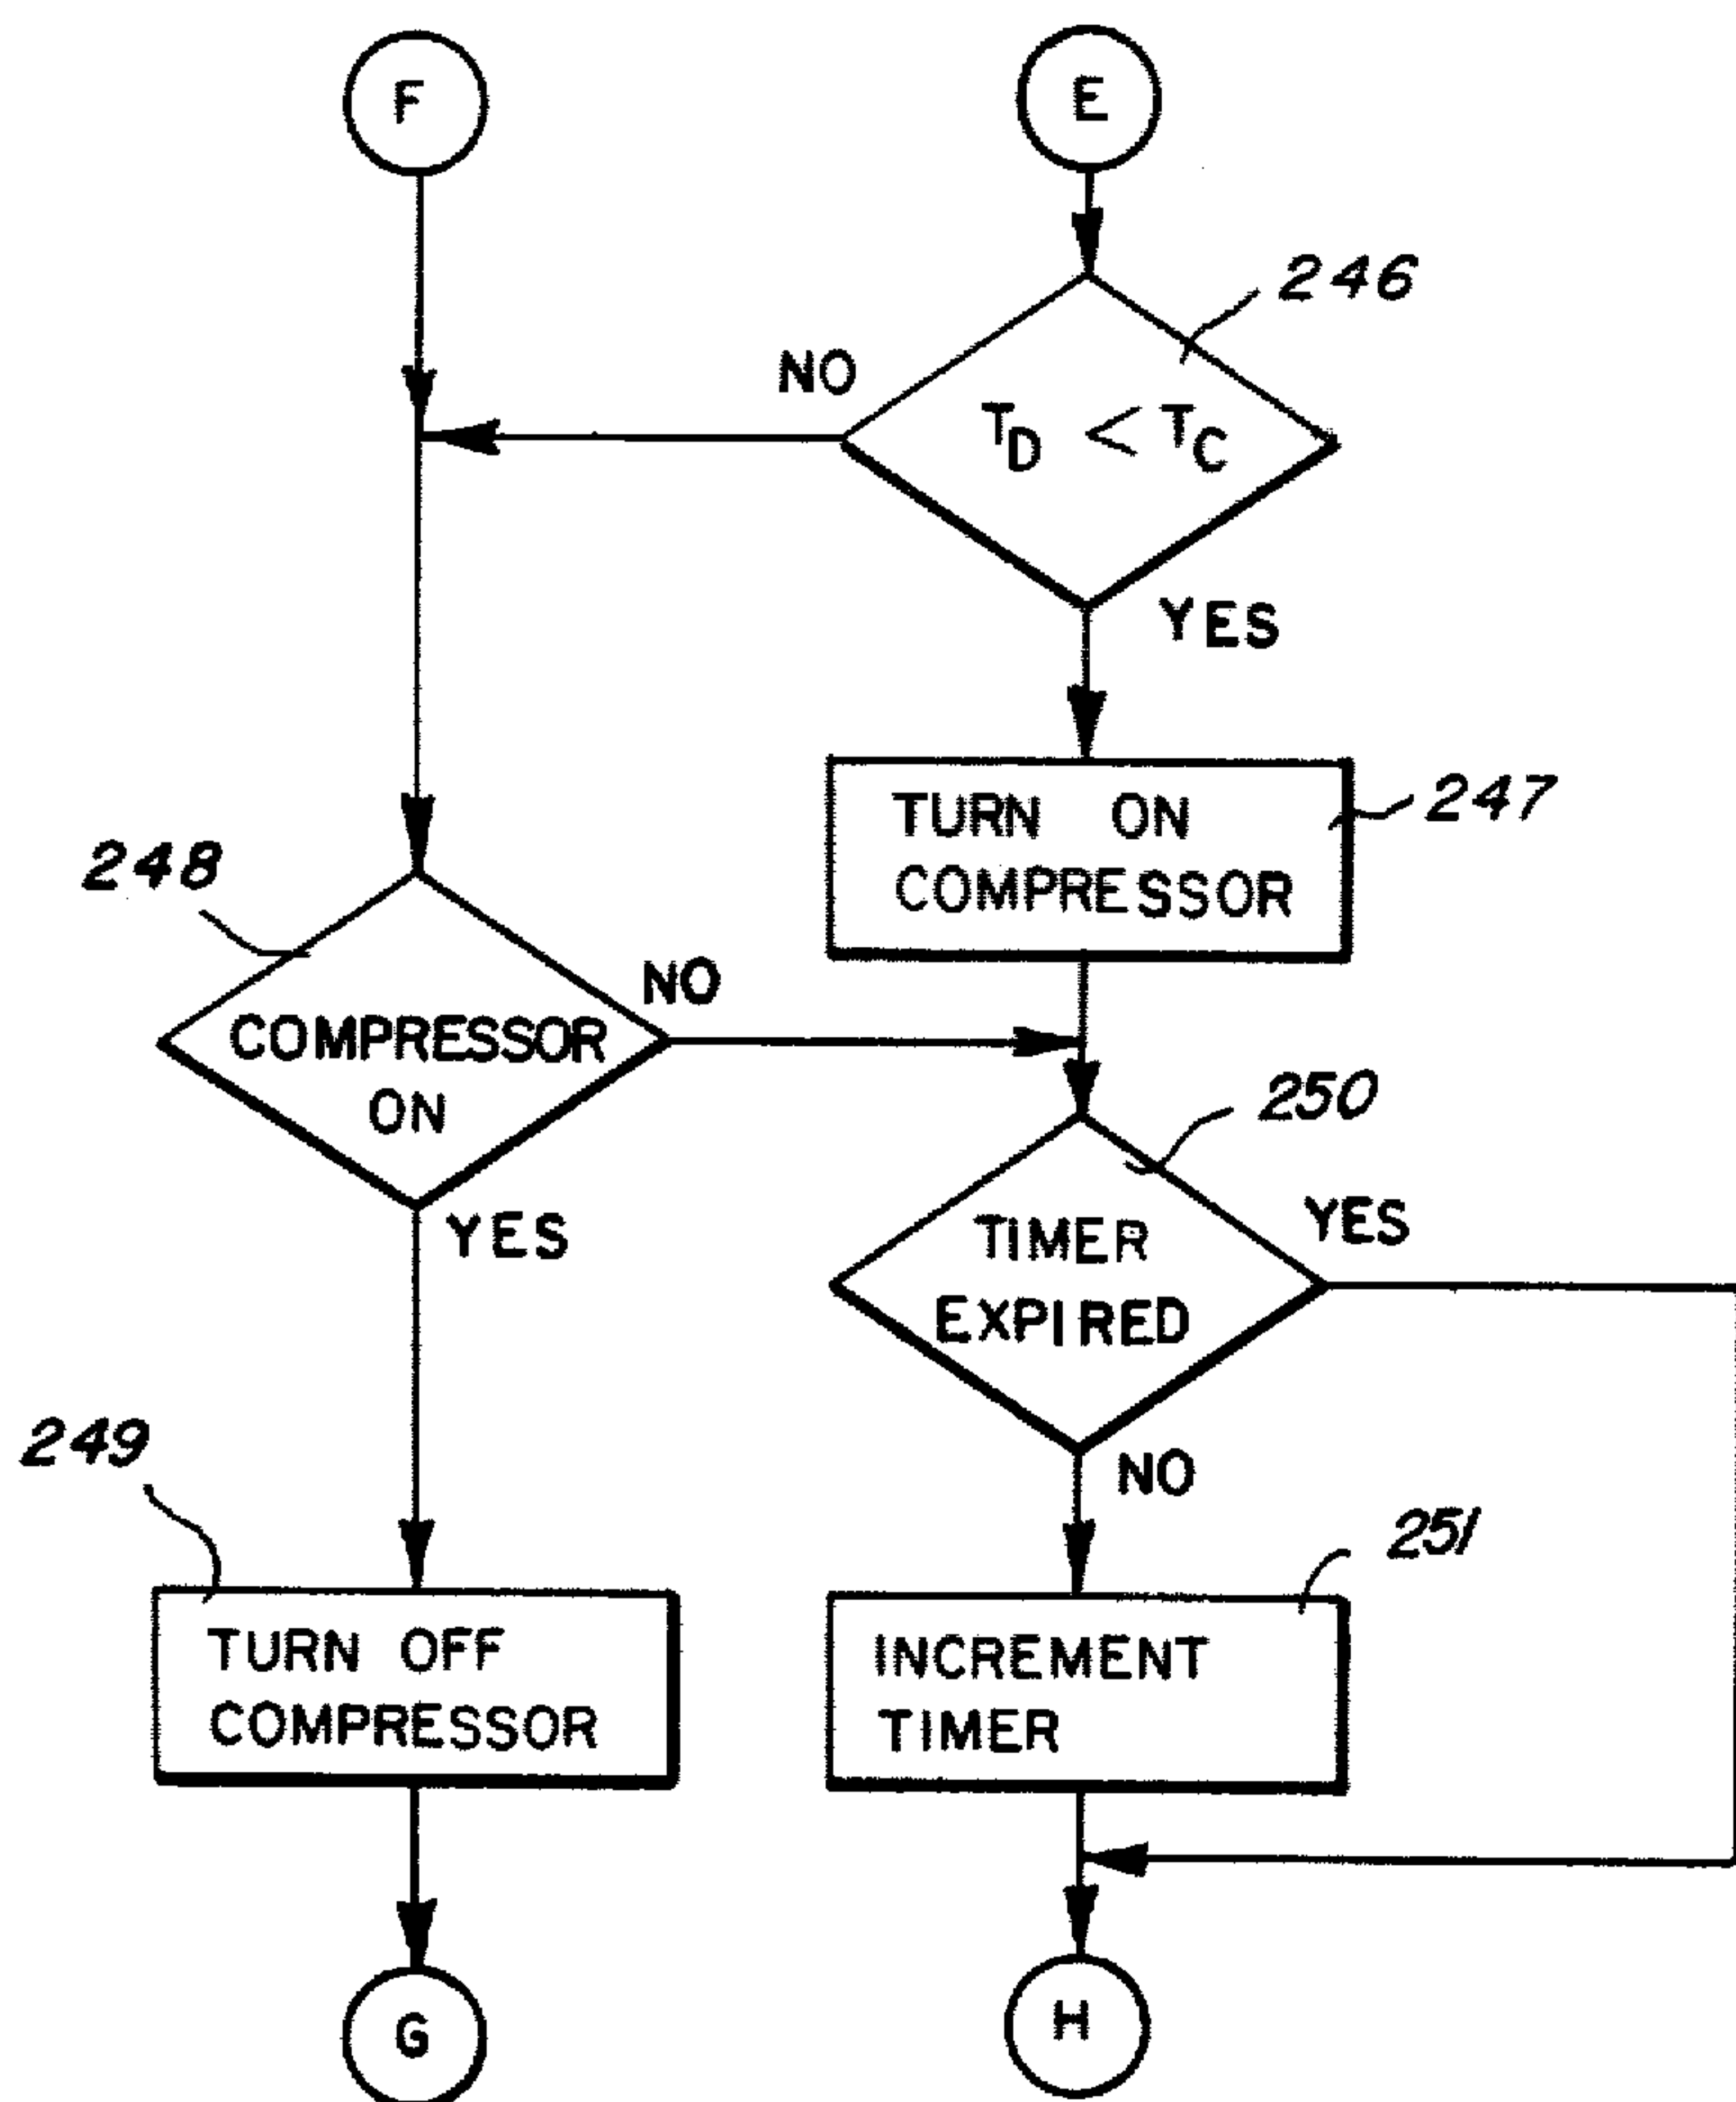 F
E
246
NO
T_D < T_C
YES
TURN ON
COMPRESSOR
247
248
COMPRESSOR
ON
NO
YES
250
TIMER
EXPIRED
YES
NO
249
TURN OFF
COMPRESSOR
251
INCREMENT
TIMER
G
H